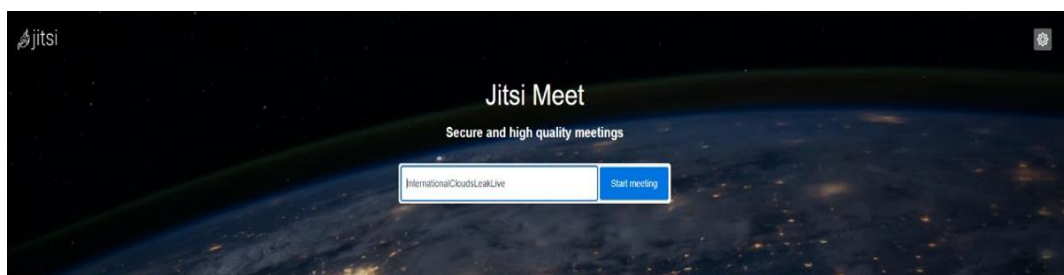 jitsi
Jitsi Meet
Secure and high quality meetings
InternationalCloudsLeakLive
Start meeting